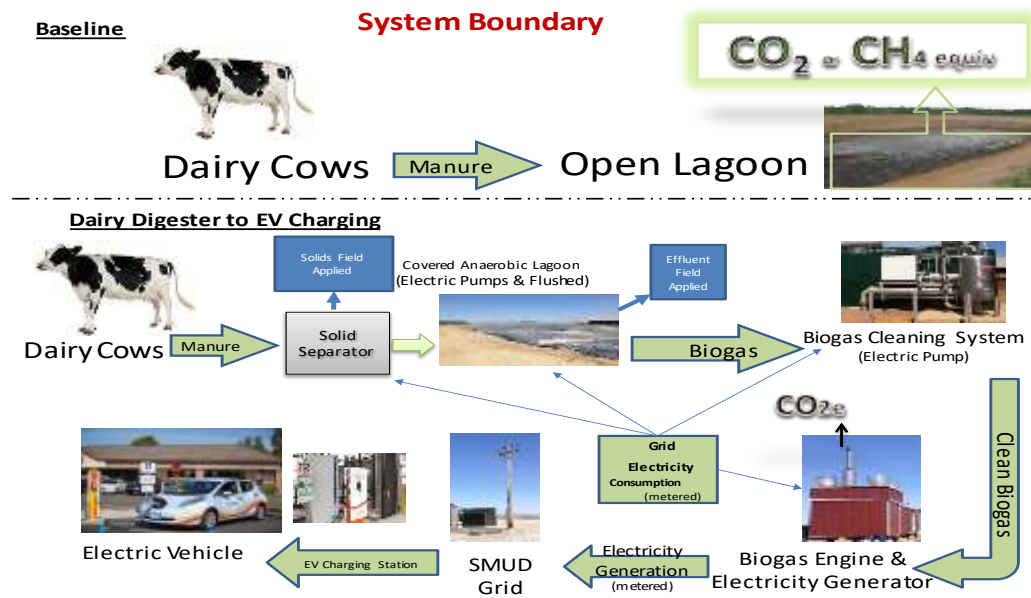 System Boundary
Baseline
CO2 e CH4 equiv
Dairy Cows
Manure
Open Lagoon
Dairy Digester to EV Charging
Solids Field
Applied
Covered Anaerobic Lagoon
(Electric Pumps & Flushed)
Effluent
Field
Applied
Dairy Cows
Manure
Solid
Separator
Biogas
Biogas Cleaning System
(Electric Pump)
CO2e
Clean Biogas
Grid
Electricity
Consumption
(metered)
Electric Vehicle
EV Charging Station
SMUD
Grid
Electricity
Generation
(metered)
Biogas Engine &
Electricity Generator